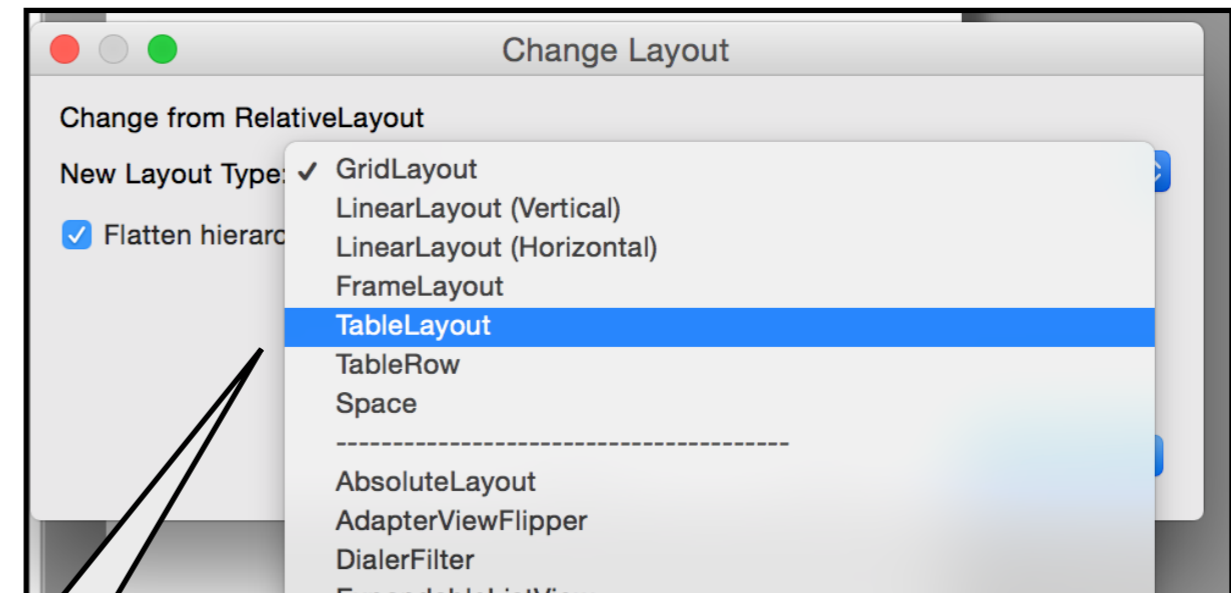 Change Layout
Change from RelativeLayout
New Layout Type: ✓ GridLayout
LinearLayout (Vertical)
Flatten hierarc
LinearLayout (Horizontal)
FrameLayout
TableLayout
TableRow
Space
----------------------------------------
AbsoluteLayout
AdapterViewFlipper
DialerFilter